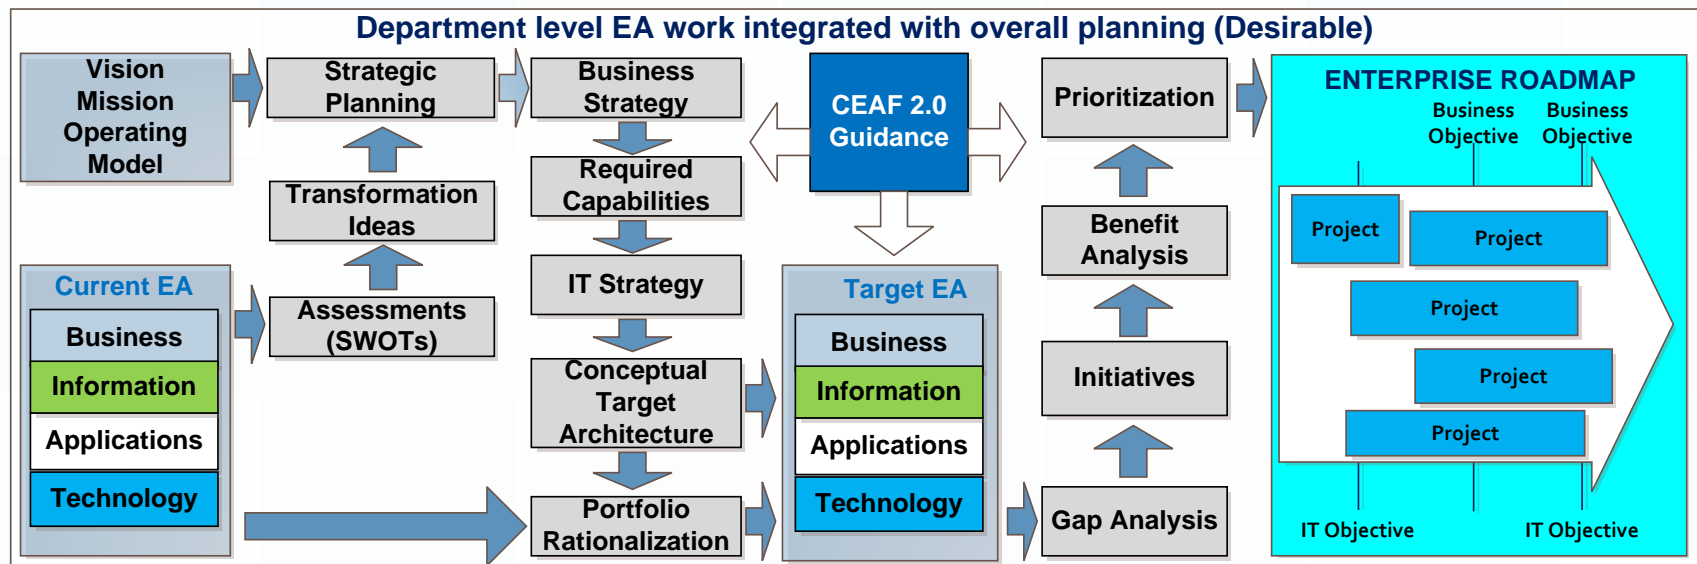 Department level EA work integrated with overall planning (Desirable)
Vision
Mission
Operating
Model
Current EA
Business
Information
Applications
Technology
Strategic
Planning
Transformation
Ideas
Assessments
(SWOTs)
Business
Strategy
Required
Capabilities
IT Strategy
Conceptual
Target
Architecture
Portfolio
Rationalization
CEAF 2.0
Guidance
Target EA
Business
Information
Applications
Technology
Prioritization
Benefit
Analysis
Initiatives
Gap Analysis
ENTERPRISE ROADMAP
Business
Objective
Business
Objective
Project
Project
Project
Project
Project
IT Objective
IT Objective